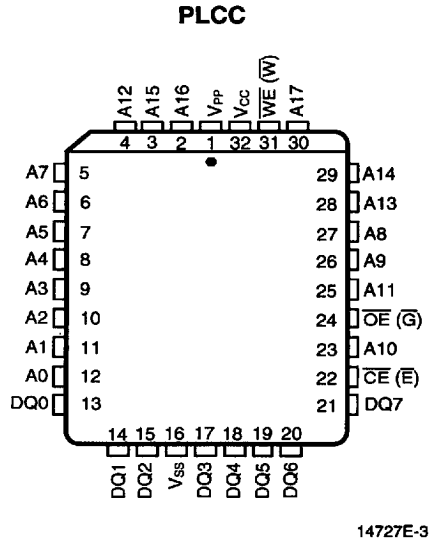 PLCC
A12 A15 A16 VPP VCC W̅E̅ (W̅) A17
4 3 2 1 32 31 30
A7 5 29 A14
A6 6 28 A13
A5 7 27 A8
A4 8 26 A9
A3 9 25 A11
A2 10 24 O̅E̅ (G̅)
A1 11 23 A10
A0 12 22 C̅E̅ (E̅)
DQ0 13 21 DQ7
14 15 16 17 18 19 20
DQ1 DQ2 VSS DQ3 DQ4 DQ5 DQ6
14727E-3